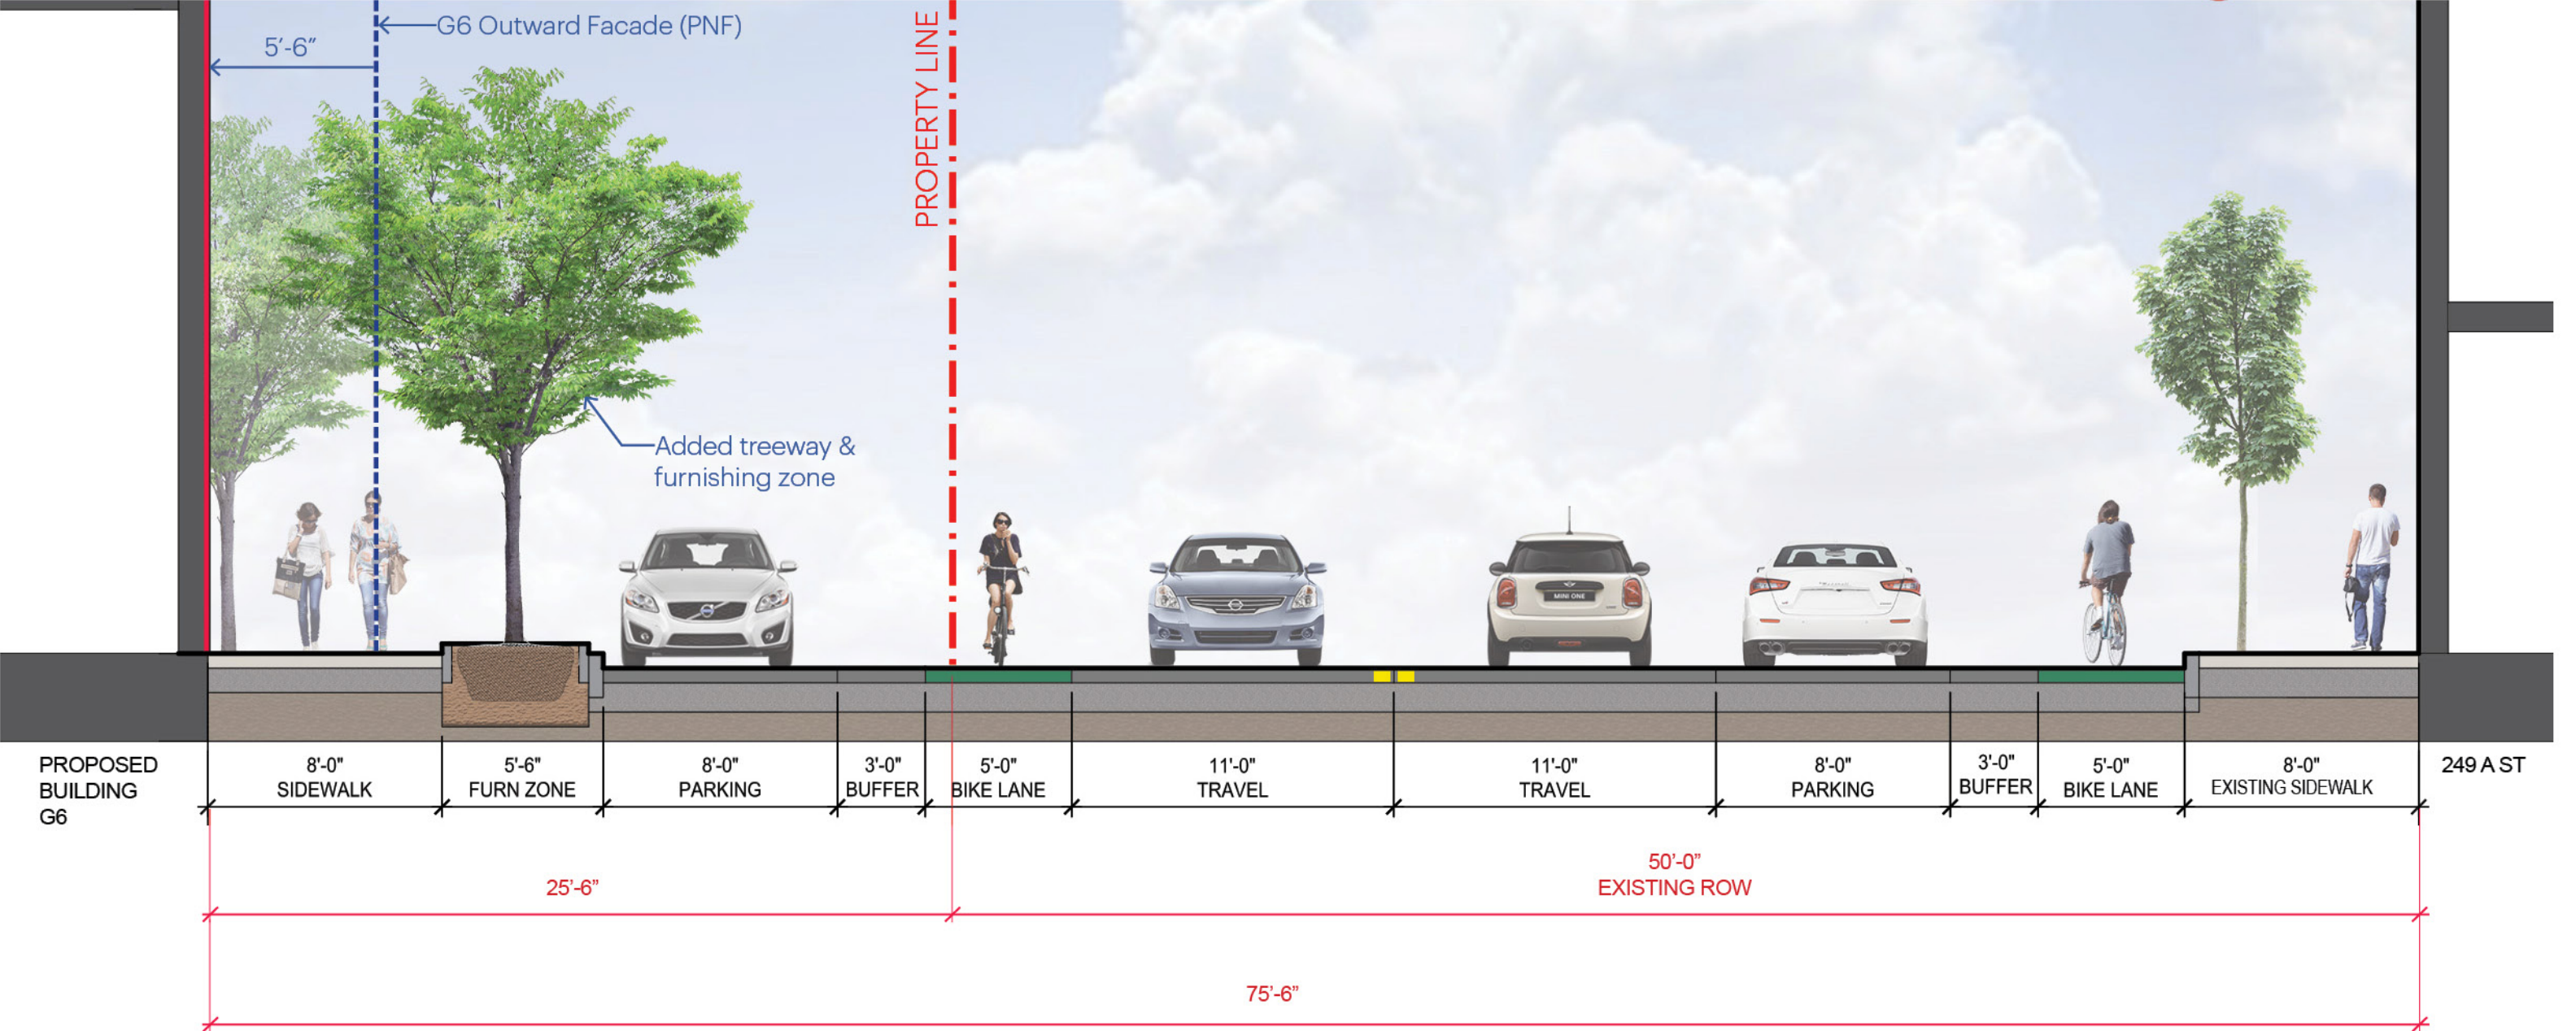 G6 Outward Facade (PNF)
5'-6"
PROPERTY LINE
Added treeway &
furnishing zone
MINI ONE
PROPOSED
BUILDING
G6
8'-0"
SIDEWALK
5'-6"
FURN ZONE
8'-0"
PARKING
3'-0"
BUFFER
5'-0"
BIKE LANE
11'-0"
TRAVEL
11'-0"
TRAVEL
8'-0"
PARKING
3'-0"
BUFFER
5'-0"
BIKE LANE
8'-0"
EXISTING SIDEWALK
249 A ST
25'-6"
50'-0"
EXISTING ROW
75'-6"